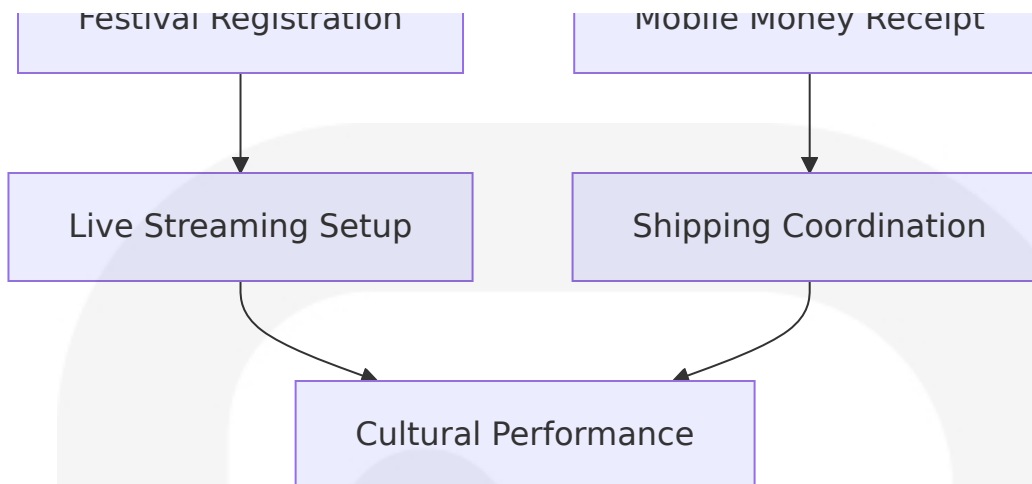 Festival Registration
Mobile Money Receipt
Live Streaming Setup
Shipping Coordination
Cultural Performance